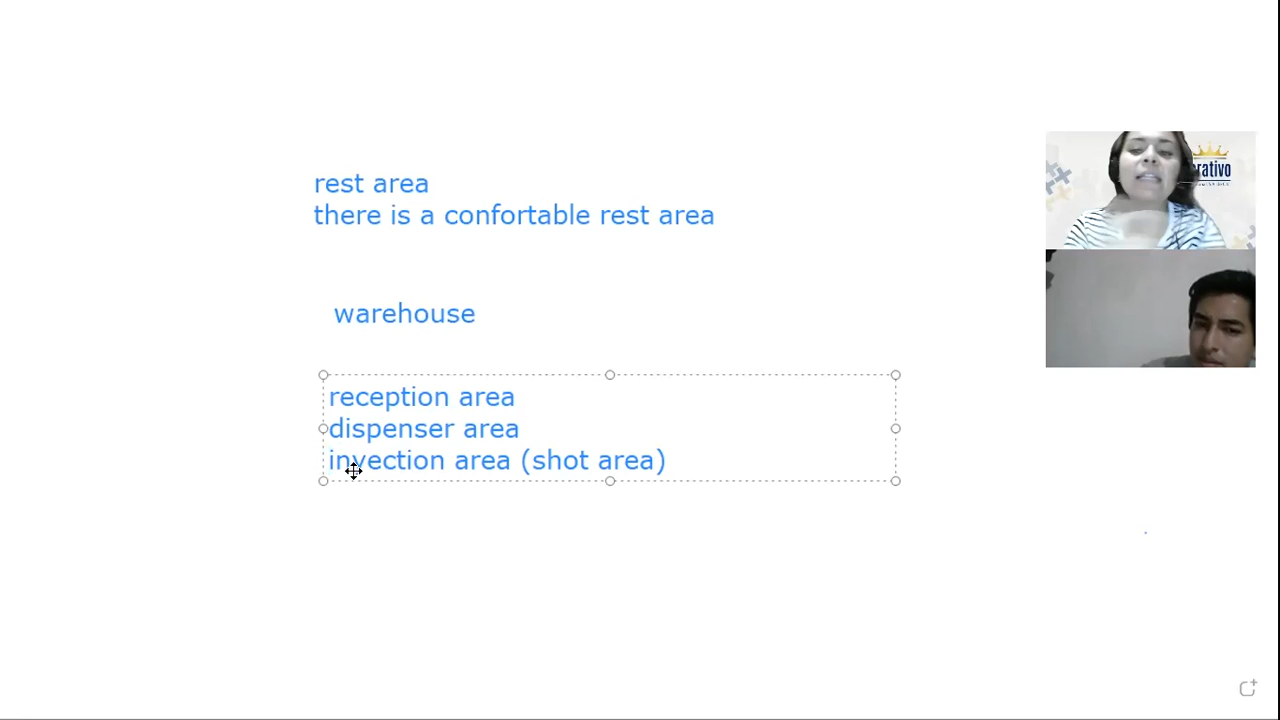 rest area
there is a confortable rest area
warehouse
reception area
dispenser area
invection area (shot area)